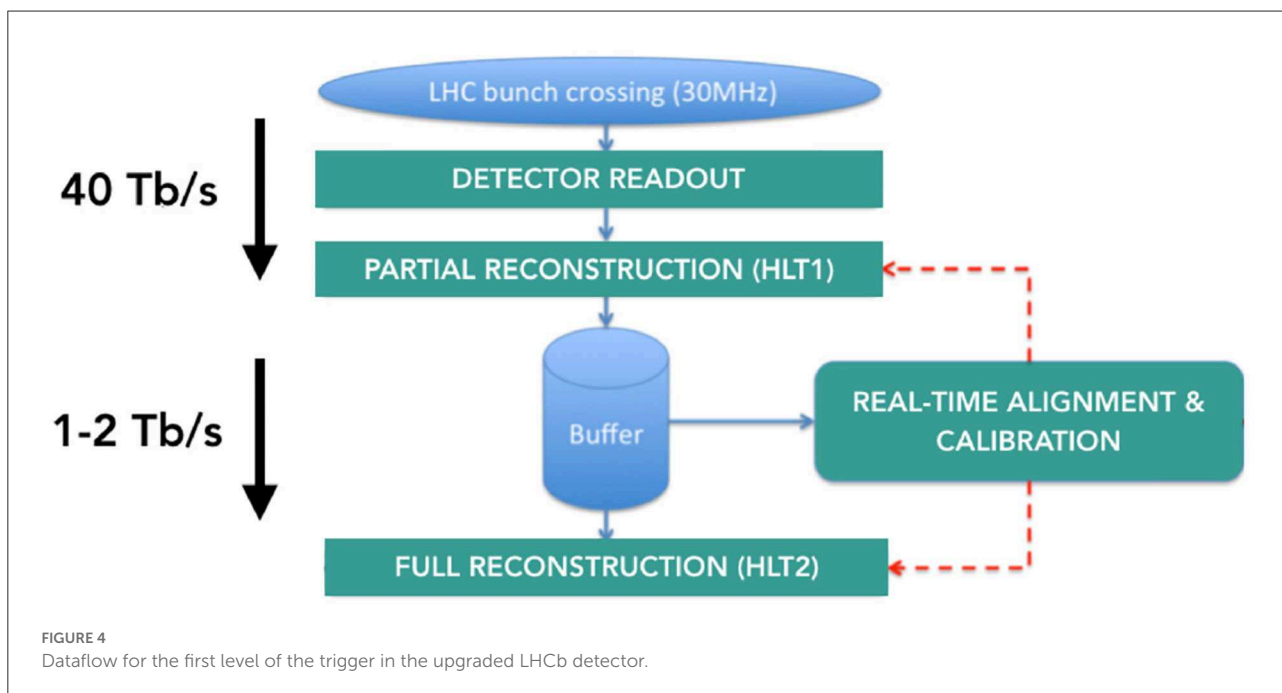 LHC bunch crossing (30MHz)
40 Tb/s
DETECTOR READOUT
PARTIAL RECONSTRUCTION (HLT1)
1-2 Tb/s
Buffer
REAL-TIME ALIGNMENT &
CALIBRATION
FULL RECONSTRUCTION (HLT2)
FIGURE 4
Dataflow for the first level of the trigger in the upgraded LHCb detector.